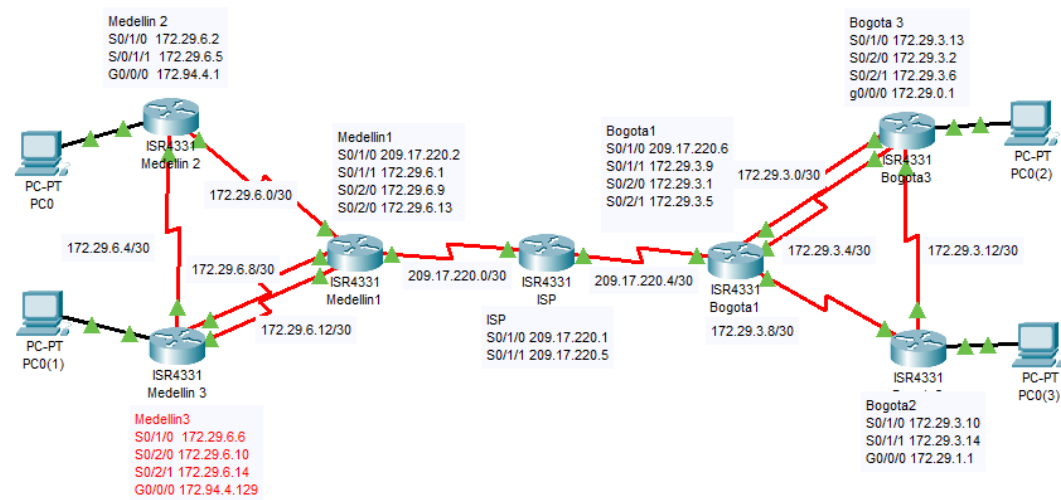 Medellin 2
S0/1/0 172.29.6.2
S/0/1/1 172.29.6.5
G0/0/0 172.94.4.1
ISR4331
Medellin 2
PC-PT
PC0
172.29.6.0/30
172.29.6.4/30
Medellin1
S0/1/0 209.17.220.2
S0/1/1 172.29.6.1
S0/2/0 172.29.6.9
S0/2/0 172.29.6.13
ISR4331
Medellin1
172.29.6.8/30
172.29.6.12/30
PC-PT
PC0(1)
ISR4331
Medellin 3
Medellin3
S0/1/0 172.29.6.6
S0/2/0 172.29.6.10
S0/2/1 172.29.6.14
G0/0/0 172.94.4.129
209.17.220.0/30
ISR4331
ISP
ISP
S0/1/0 209.17.220.1
S0/1/1 209.17.220.5
209.17.220.4/30
Bogota1
S0/1/0 209.17.220.6
S0/1/1 172.29.3.9
S0/2/0 172.29.3.1
S0/2/1 172.29.3.5
ISR4331
Bogota1
172.29.3.0/30
172.29.3.4/30
172.29.3.8/30
172.29.3.12/30
Bogota 3
S0/1/0 172.29.3.13
S0/2/0 172.29.3.2
S0/2/1 172.29.3.6
g0/0/0 172.29.0.1
ISR4331
Bogota3
PC-PT
PC0(2)
ISR4331
PC-PT
PC0(3)
Bogota2
S0/1/0 172.29.3.10
S0/1/1 172.29.3.14
G0/0/0 172.29.1.1